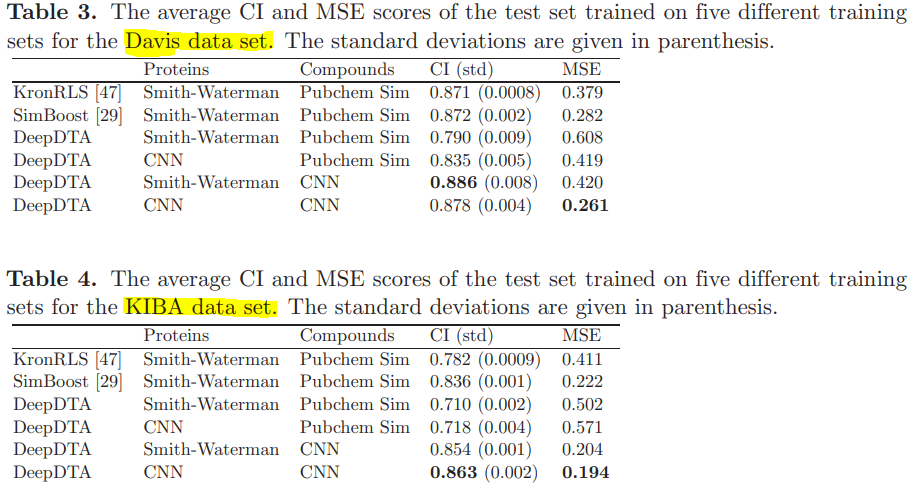 Table 3. The average CI and MSE scores of the test set trained on five different training
sets for the Davis data set. The standard deviations are given in parenthesis.
Proteins Compounds CI (std) MSE
KronRLS [47] Smith-Waterman Pubchem Sim 0.871 (0.0008) 0.379
SimBoost [29] Smith-Waterman Pubchem Sim 0.872 (0.002) 0.282
DeepDTA Smith-Waterman Pubchem Sim 0.790 (0.009) 0.608
DeepDTA CNN Pubchem Sim 0.835 (0.005) 0.419
DeepDTA Smith-Waterman CNN 0.886 (0.008) 0.420
DeepDTA CNN CNN 0.878 (0.004) 0.261
Table 4. The average CI and MSE scores of the test set trained on five different training
sets for the KIBA data set. The standard deviations are given in parenthesis.
Proteins Compounds CI (std) MSE
KronRLS [47] Smith-Waterman Pubchem Sim 0.782 (0.0009) 0.411
SimBoost [29] Smith-Waterman Pubchem Sim 0.836 (0.001) 0.222
DeepDTA Smith-Waterman Pubchem Sim 0.710 (0.002) 0.502
DeepDTA CNN Pubchem Sim 0.718 (0.004) 0.571
DeepDTA Smith-Waterman CNN 0.854 (0.001) 0.204
DeepDTA CNN CNN 0.863 (0.002) 0.194